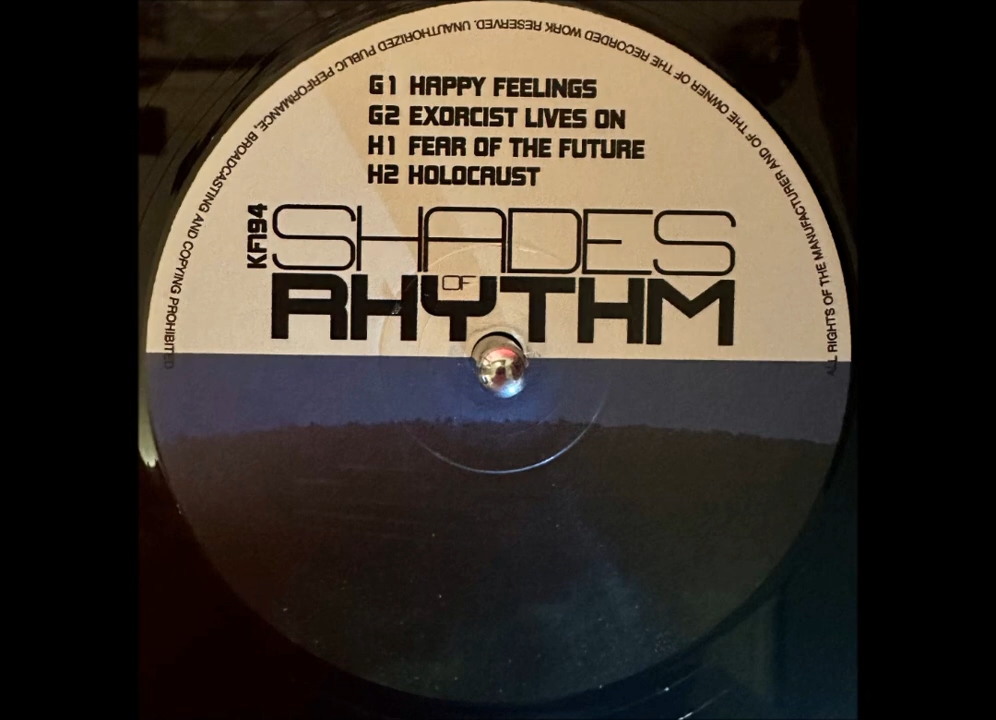 G1 HAPPY FEELINGS
G2 EXORCIST LIVES ON
H1 FEAR OF THE FUTURE
H2 HOLOCAUST
KF194
SHADES
OF
RHYTHM
ALL RIGHTS OF THE MANUFACTURER AND OF THE OWNER OF THE RECORDED WORK RESERVED. UNAUTHORIZED PUBLIC PERFORMANCE, BROADCASTING AND COPYING PROHIBITED